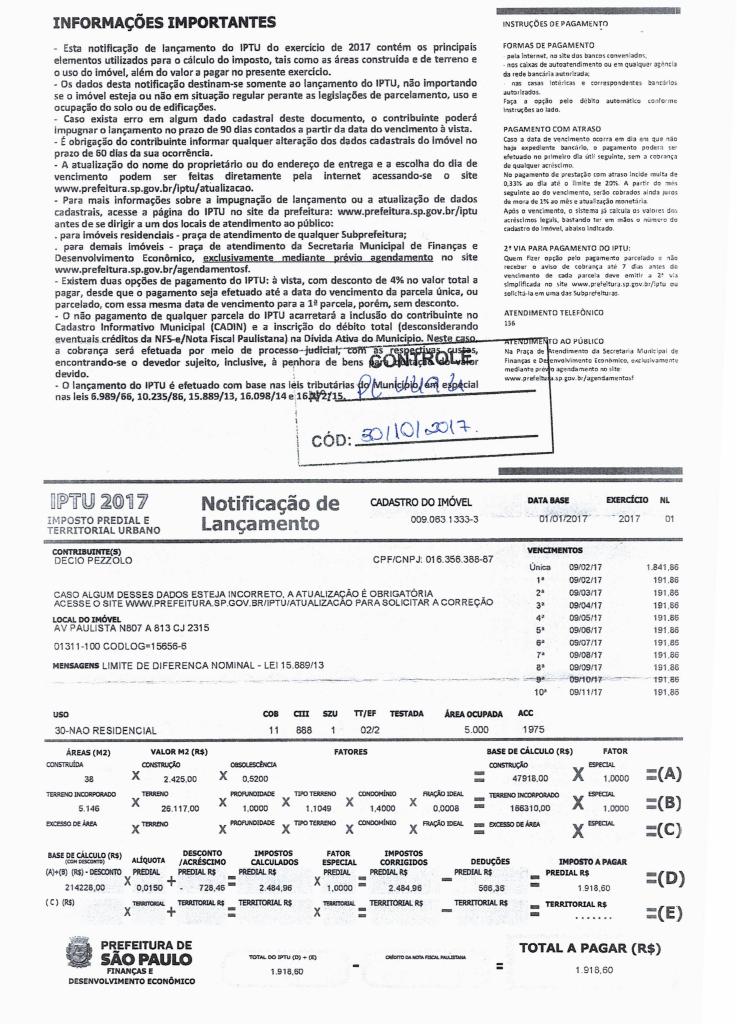 INFORMAÇÕES IMPORTANTES
- Esta notificação de lançamento do IPTU do exercício de 2017 contém os principais
elementos utilizados para o cálculo do imposto, tais como as áreas construída e de terreno e
o uso do imóvel, além do valor a pagar no presente exercício.
- Os dados desta notificação destinam-se somente ao lançamento do IPTU, não importando
se o imóvel esteja ou não em situação regular perante as legislações de parcelamento, uso e
ocupação do solo ou de edificações.
- Caso exista erro em algum dado cadastral deste documento, o contribuinte poderá
impugnar o lançamento no prazo de 90 dias contados a partir da data do vencimento à vista.
- É obrigação do contribuinte informar qualquer alteração dos dados cadastrais do imóvel no
prazo de 60 dias da sua ocorrência.
- A atualização do nome do proprietário ou do endereço de entrega e a escolha do dia de
vencimento podem ser feitas diretamente pela internet acessando-se o site
www.prefeitura.sp.gov.br/iptu/atualizacao.
- Para mais informações sobre a impugnação de lançamento ou a atualização de dados
cadastrais, acesse a página do IPTU no site da prefeitura: www.prefeitura.sp.gov.br/iptu
antes de se dirigir a um dos locais de atendimento ao público:
. para imóveis residenciais - praça de atendimento de qualquer Subprefeitura;
. para demais imóveis - praça de atendimento da Secretaria Municipal de Finanças e
Desenvolvimento Econômico, exclusivamente mediante prévio agendamento no site
www.prefeitura.sp.gov.br/agendamentosf.
- Existem duas opções de pagamento do IPTU: à vista, com desconto de 4% no valor total a
pagar, desde que o pagamento seja efetuado até a data do vencimento da parcela única, ou
parcelado, com essa mesma data de vencimento para a 1ª parcela, porém, sem desconto.
- O não pagamento de qualquer parcela do IPTU acarretará a inclusão do contribuinte no
Cadastro Informativo Municipal (CADIN) e a inscrição do débito total (desconsiderando
eventuais créditos da NFS-e/Nota Fiscal Paulistana) na Dívida Ativa do Município. Neste caso,
a cobrança será efetuada por meio de processo judicial, com as respectivas custas,
encontrando-se o devedor sujeito, inclusive, à penhora de bens para quitação do valor
devido.
- O lançamento do IPTU é efetuado com base nas leis tributárias do Município, em especial
nas leis 6.989/66, 10.235/86, 15.889/13, 16.098/14 e 16.272/15.
CONTROLE
CÓD: 30/10/2017.
INSTRUÇÕES DE PAGAMENTO
FORMAS DE PAGAMENTO
- pela internet, no site dos bancos conveniados;
- nos caixas de autoatendimento ou em qualquer agência
da rede bancária autorizada;
- nas casas lotéricas e correspondentes bancários
autorizados.
Faça a opção pelo débito automático conforme
instruções ao lado.
PAGAMENTO COM ATRASO
Caso a data de vencimento ocorra em dia em que não
haja expediente bancário, o pagamento poderá ser
efetuado no primeiro dia útil seguinte, sem a cobrança
de qualquer acréscimo.
No pagamento de prestação com atraso incide multa de
0,33% ao dia até o limite de 20%. A partir do mês
seguinte ao do vencimento, serão cobrados ainda juros
de mora de 1% ao mês e atualização monetária.
Após o vencimento, o sistema já calcula os valores dos
acréscimos legais, bastando ter em mãos o número do
cadastro do imóvel, abaixo indicado.
2ª VIA PARA PAGAMENTO DO IPTU:
Quem fizer opção pelo pagamento parcelado e não
receber o aviso de cobrança até 7 dias antes do
vencimento de cada parcela deve emitir a 2ª via
simplificada no site www.prefeitura.sp.gov.br/iptu ou
solicitá-la em uma das Subprefeituras.
ATENDIMENTO TELEFÔNICO
156
ATENDIMENTO AO PÚBLICO
Na Praça de Atendimento da Secretaria Municipal de
Finanças e Desenvolvimento Econômico, exclusivamente
mediante prévio agendamento no site:
www.prefeitura.sp.gov.br/agendamentosf
IPTU 2017
IMPOSTO PREDIAL E
TERRITORIAL URBANO
Notificação de
Lançamento
CADASTRO DO IMÓVEL DATA BASE EXERCÍCIO NL
009.063 1333-3 01/01/2017 2017 01
CONTRIBUINTE(S)
DECIO PEZZOLO CPF/CNPJ: 016.356.388-87
CASO ALGUM DESSES DADOS ESTEJA INCORRETO, A ATUALIZAÇÃO É OBRIGATÓRIA
ACESSE O SITE WWW.PREFEITURA.SP.GOV.BR/IPTU/ATUALIZACAO PARA SOLICITAR A CORREÇÃO
LOCAL DO IMÓVEL
AV PAULISTA N807 A 813 CJ 2315
01311-100 CODLOG=15656-6
MENSAGENS LIMITE DE DIFERENCA NOMINAL - LEI 15.889/13
VENCIMENTOS
Única 09/02/17 1.841,86
1ª 09/02/17 191,86
2ª 09/03/17 191,86
3ª 09/04/17 191,86
4ª 09/05/17 191,86
5ª 09/06/17 191,86
6ª 09/07/17 191,86
7ª 09/08/17 191,86
8ª 09/09/17 191,86
9ª 09/10/17 191,86
10ª 09/11/17 191,86
USO COB CIII SZU TT/EF TESTADA ÁREA OCUPADA ACC
30-NAO RESIDENCIAL 11 888 1 02/2 5.000 1975
ÁREAS (M2) VALOR M2 (R$) FATORES BASE DE CÁLCULO (R$) FATOR
CONSTRUÍDA CONSTRUÇÃO OBSOLESCÊNCIA CONSTRUÇÃO ESPECIAL
38 X 2.425,00 X 0,5200 = 47918,00 X 1,0000 =(A)
TERRENO INCORPORADO TERRENO PROFUNDIDADE TIPO TERRENO CONDOMÍNIO FRAÇÃO IDEAL TERRENO INCORPORADO ESPECIAL
5.146 X 26.117,00 X 1,0000 X 1,1049 X 1,4000 X 0,0008 = 166310,00 X 1,0000 =(B)
EXCESSO DE ÁREA X TERRENO X PROFUNDIDADE X TIPO TERRENO X CONDOMÍNIO X FRAÇÃO IDEAL = EXCESSO DE ÁREA X ESPECIAL =(C)
BASE DE CÁLCULO (R$) ALÍQUOTA DESCONTO IMPOSTOS FATOR IMPOSTOS DEDUÇÕES IMPOSTO A PAGAR
(COM DESCONTO) /ACRÉSCIMO CALCULADOS ESPECIAL CORRIGIDOS
(A)+(B) (R$) - DESCONTO PREDIAL PREDIAL R$ PREDIAL R$ PREDIAL PREDIAL R$ PREDIAL R$ PREDIAL R$
214228,00 X 0,0150 + - 728,46 = 2.484,96 X 1,0000 = 2.484,96 - 566,36 = 1.918,60 =(D)
(C) (R$) X TERRITORIAL + TERRITORIAL R$ = TERRITORIAL R$ X TERRITORIAL = TERRITORIAL R$ - TERRITORIAL R$ = TERRITORIAL R$ =(E)
.......
PREFEITURA DE
SÃO PAULO
FINANÇAS E
DESENVOLVIMENTO ECONÔMICO
TOTAL DO IPTU (D) + (E) - CRÉDITO DA NOTA FISCAL PAULISTANA = TOTAL A PAGAR (R$)
1.918,60 1.918,60